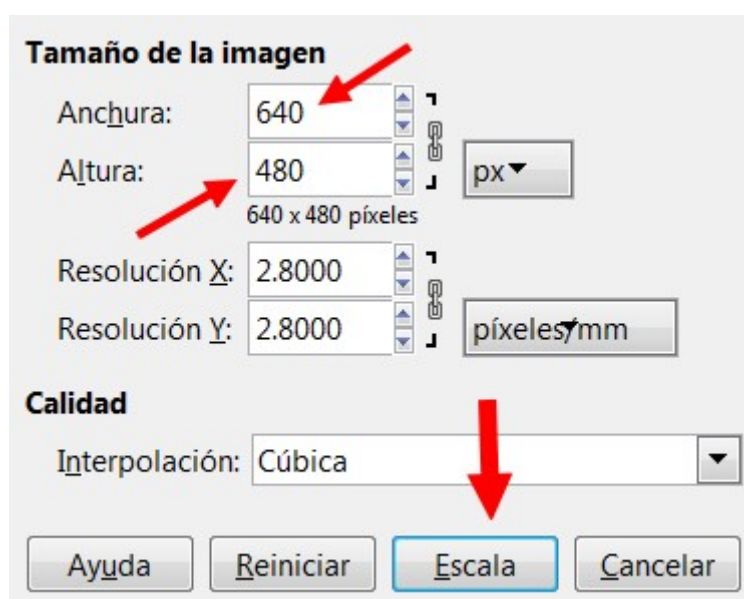 Tamaño de la imagen
Anchura: 640
Altura: 480 px
640 x 480 píxeles
Resolución X: 2.8000
Resolución Y: 2.8000 píxeles/mm
Calidad
Interpolación: Cúbica
Ayuda Reiniciar Escala Cancelar